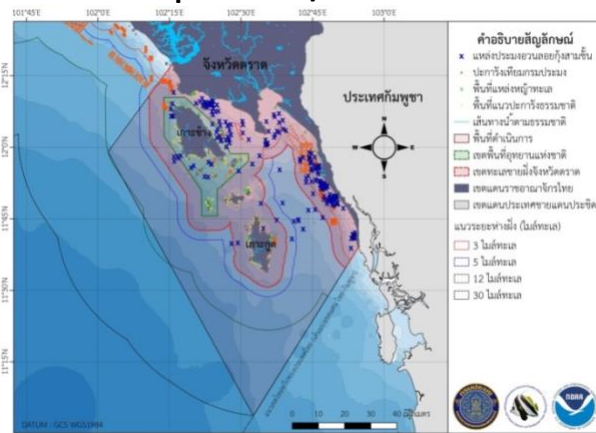 101°45'E 102°0'E 102°15'E 102°30'E 102°45'E 103°0'E
12°15'N
12°0'N
11°45'N
11°30'N
11°15'N
จังหวัดตราด
ประเทศกัมพูชา
เกาะช้าง
เกาะกูด
N
W E
S
DATUM : GCS WGS1984
0 10 20 30 40
คำอธิบายสัญลักษณ์
แหล่งประมงอวนลอยกุ้งสามชั้น
ปะการังเทียมกรมประมง
พื้นที่แหล่งหญ้าทะเล
พื้นที่แนวปะการังธรรมชาติ
เส้นทางน้ำตามธรรมชาติ
พื้นที่ดำเนินการ
เขตพื้นที่อุทยานแห่งชาติ
เขตทะเลชายฝั่งจังหวัดตราด
เขตแดนราชอาณาจักรไทย
เขตแดนประเทศชายแดนประชิด
แนวระยะห่างฝั่ง (ไมล์ทะเล)
3 ไมล์ทะเล
5 ไมล์ทะเล
12 ไมล์ทะเล
30 ไมล์ทะเล
NOAA